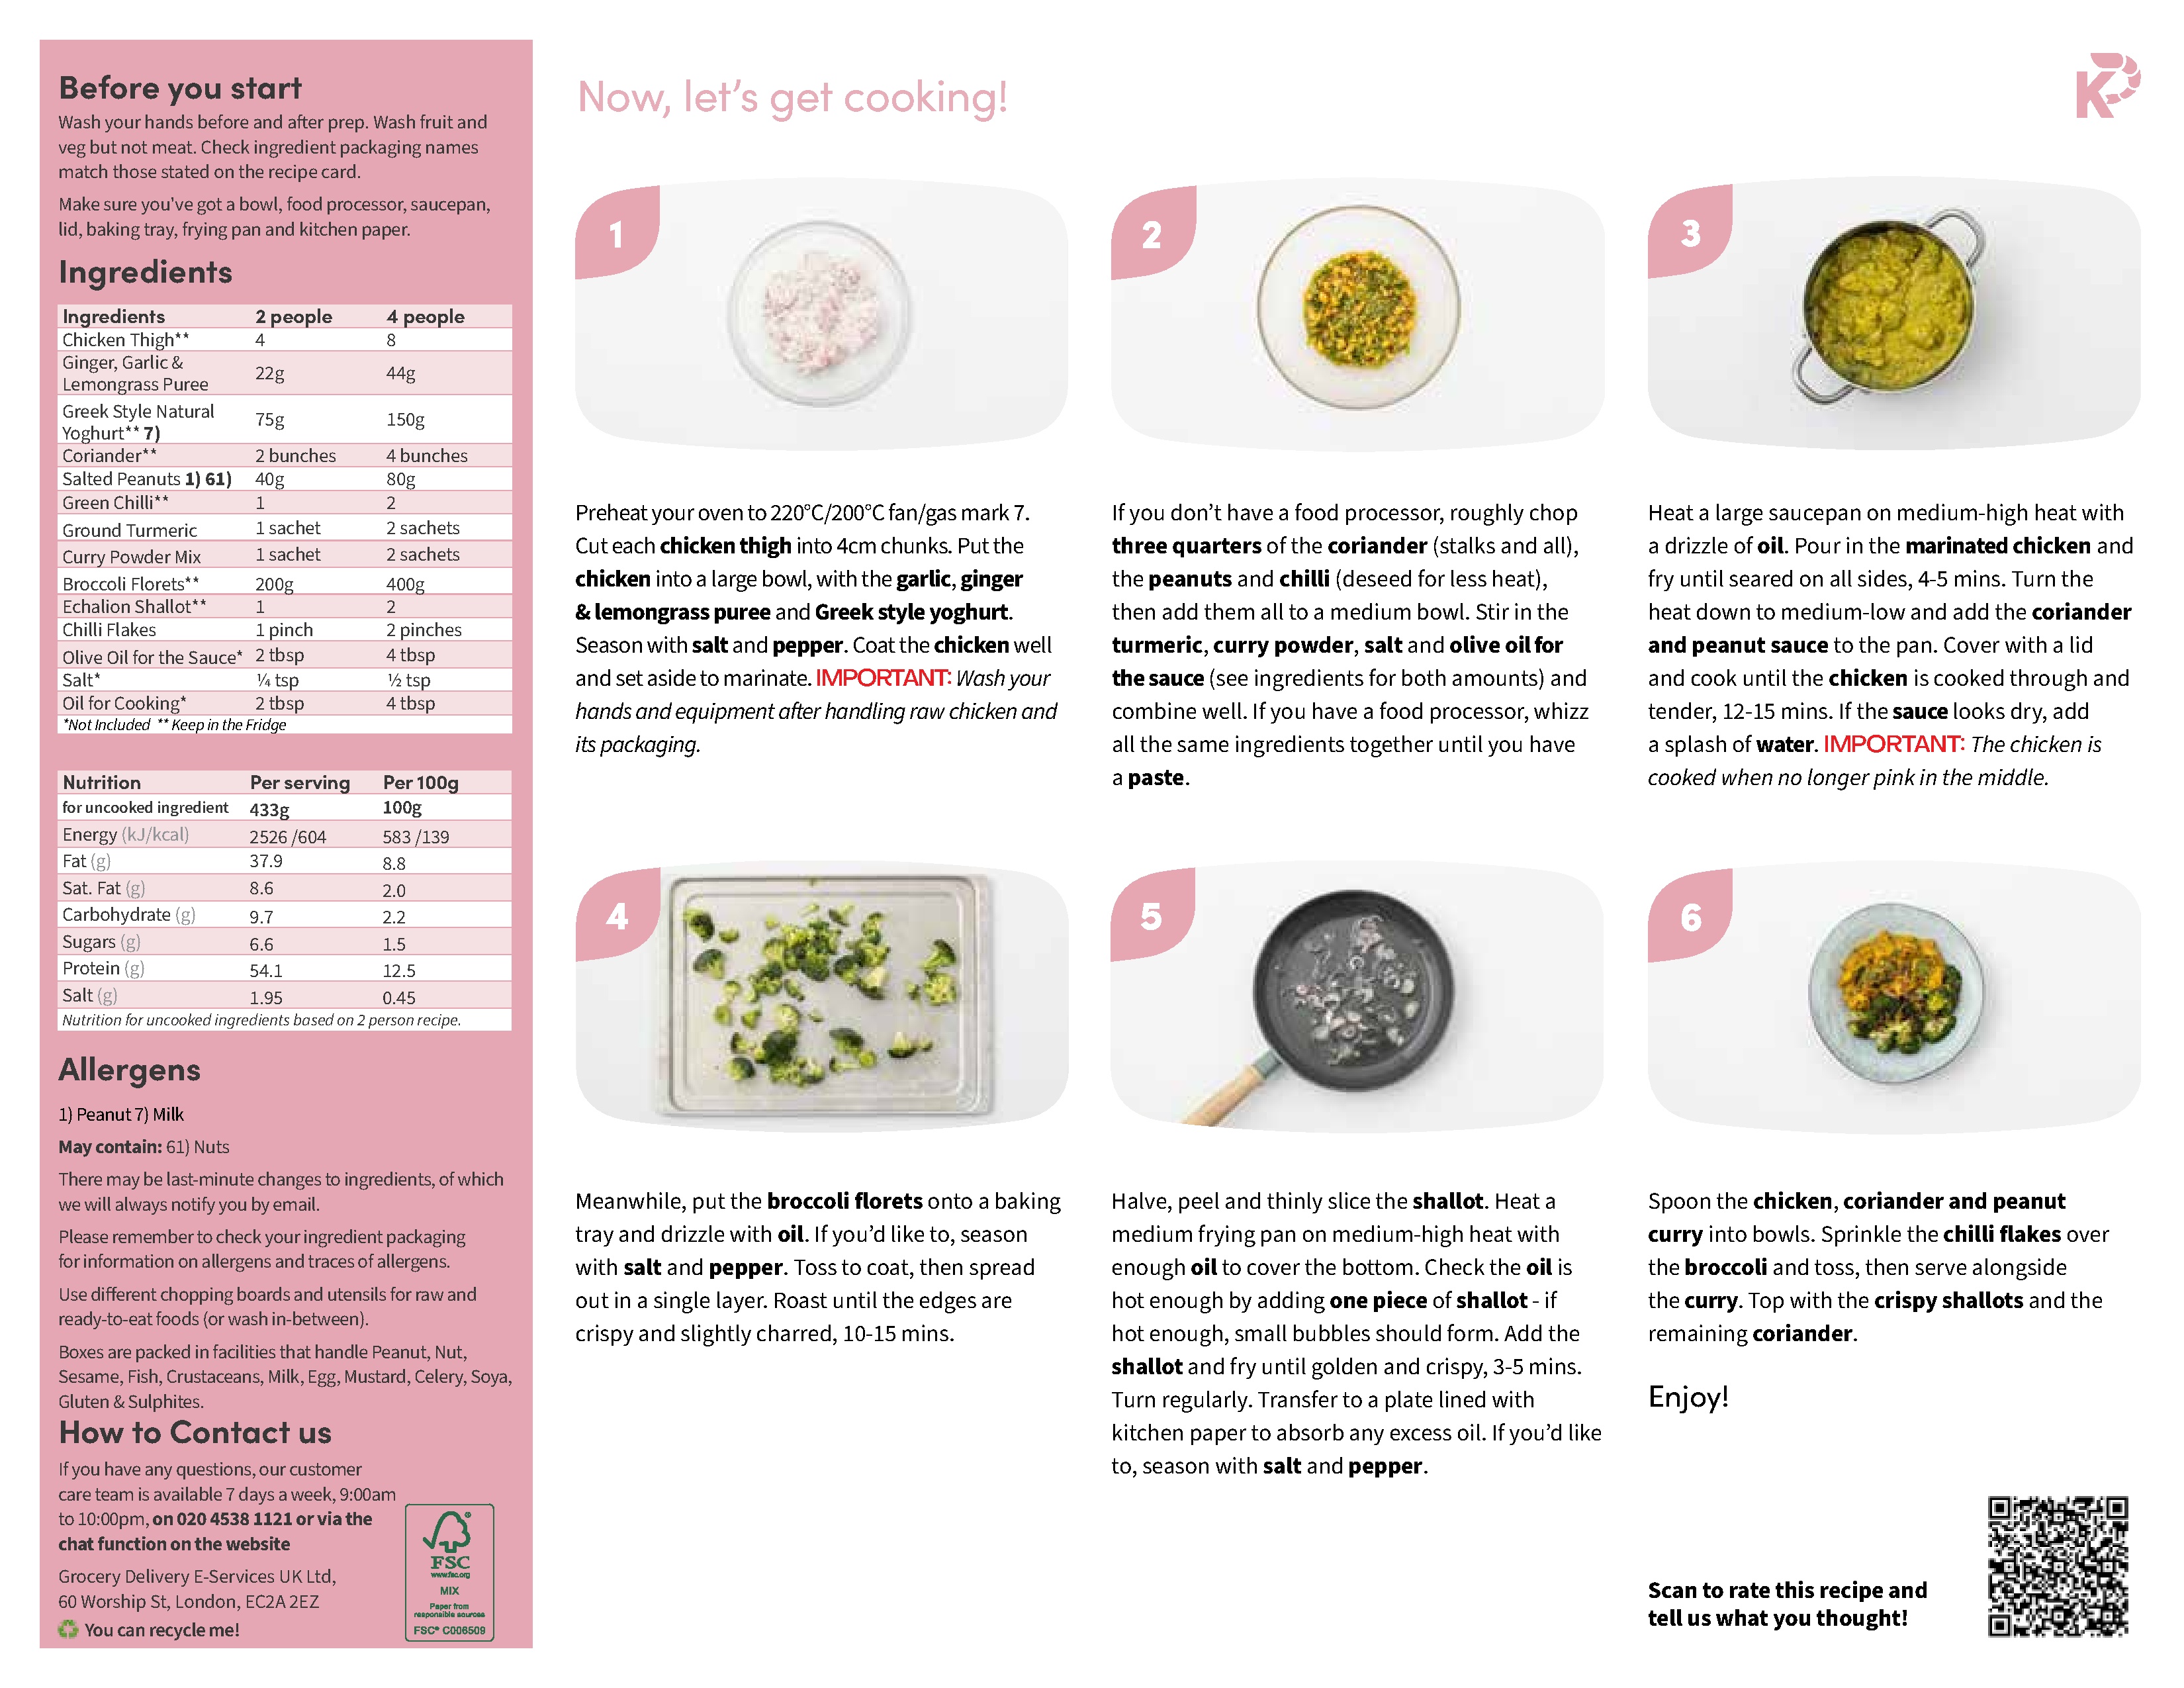 Before you start
Wash your hands before and after prep. Wash fruit and
veg but not meat. Check ingredient packaging names
match those stated on the recipe card.
Make sure you've got a bowl, food processor, saucepan,
lid, baking tray, frying pan and kitchen paper.
Ingredients
Ingredients 2 people 4 people
Chicken Thigh** 4 8
Ginger, Garlic &
Lemongrass Puree 22g 44g
Greek Style Natural
Yoghurt** 7) 75g 150g
Coriander** 2 bunches 4 bunches
Salted Peanuts 1) 61) 40g 80g
Green Chilli** 1 2
Ground Turmeric 1 sachet 2 sachets
Curry Powder Mix 1 sachet 2 sachets
Broccoli Florets** 200g 400g
Echalion Shallot** 1 2
Chilli Flakes 1 pinch 2 pinches
Olive Oil for the Sauce* 2 tbsp 4 tbsp
Salt* ¼ tsp ½ tsp
Oil for Cooking* 2 tbsp 4 tbsp
*Not Included ** Keep in the Fridge
Nutrition Per serving Per 100g
for uncooked ingredient 433g 100g
Energy (kJ/kcal) 2526 /604 583 /139
Fat (g) 37.9 8.8
Sat. Fat (g) 8.6 2.0
Carbohydrate (g) 9.7 2.2
Sugars (g) 6.6 1.5
Protein (g) 54.1 12.5
Salt (g) 1.95 0.45
Nutrition for uncooked ingredients based on 2 person recipe.
Allergens
1) Peanut 7) Milk
May contain: 61) Nuts
There may be last-minute changes to ingredients, of which
we will always notify you by email.
Please remember to check your ingredient packaging
for information on allergens and traces of allergens.
Use different chopping boards and utensils for raw and
ready-to-eat foods (or wash in-between).
Boxes are packed in facilities that handle Peanut, Nut,
Sesame, Fish, Crustaceans, Milk, Egg, Mustard, Celery, Soya,
Gluten & Sulphites.
How to Contact us
If you have any questions, our customer
care team is available 7 days a week, 9:00am
to 10:00pm, on 020 4538 1121 or via the
chat function on the website
Grocery Delivery E-Services UK Ltd,
60 Worship St, London, EC2A 2EZ
You can recycle me!
FSC
www.fsc.org
MIX
Paper from
responsible sources
FSC® C006509
Now, let's get cooking!
K
1
Preheat your oven to 220°C/200°C fan/gas mark 7.
Cut each chicken thigh into 4cm chunks. Put the
chicken into a large bowl, with the garlic, ginger
& lemongrass puree and Greek style yoghurt.
Season with salt and pepper. Coat the chicken well
and set aside to marinate. IMPORTANT: Wash your
hands and equipment after handling raw chicken and
its packaging.
2
If you don't have a food processor, roughly chop
three quarters of the coriander (stalks and all),
the peanuts and chilli (deseed for less heat),
then add them all to a medium bowl. Stir in the
turmeric, curry powder, salt and olive oil for
the sauce (see ingredients for both amounts) and
combine well. If you have a food processor, whizz
all the same ingredients together until you have
a paste.
3
Heat a large saucepan on medium-high heat with
a drizzle of oil. Pour in the marinated chicken and
fry until seared on all sides, 4-5 mins. Turn the
heat down to medium-low and add the coriander
and peanut sauce to the pan. Cover with a lid
and cook until the chicken is cooked through and
tender, 12-15 mins. If the sauce looks dry, add
a splash of water. IMPORTANT: The chicken is
cooked when no longer pink in the middle.
4
Meanwhile, put the broccoli florets onto a baking
tray and drizzle with oil. If you'd like to, season
with salt and pepper. Toss to coat, then spread
out in a single layer. Roast until the edges are
crispy and slightly charred, 10-15 mins.
5
Halve, peel and thinly slice the shallot. Heat a
medium frying pan on medium-high heat with
enough oil to cover the bottom. Check the oil is
hot enough by adding one piece of shallot - if
hot enough, small bubbles should form. Add the
shallot and fry until golden and crispy, 3-5 mins.
Turn regularly. Transfer to a plate lined with
kitchen paper to absorb any excess oil. If you'd like
to, season with salt and pepper.
6
Spoon the chicken, coriander and peanut
curry into bowls. Sprinkle the chilli flakes over
the broccoli and toss, then serve alongside
the curry. Top with the crispy shallots and the
remaining coriander.
Enjoy!
Scan to rate this recipe and
tell us what you thought!